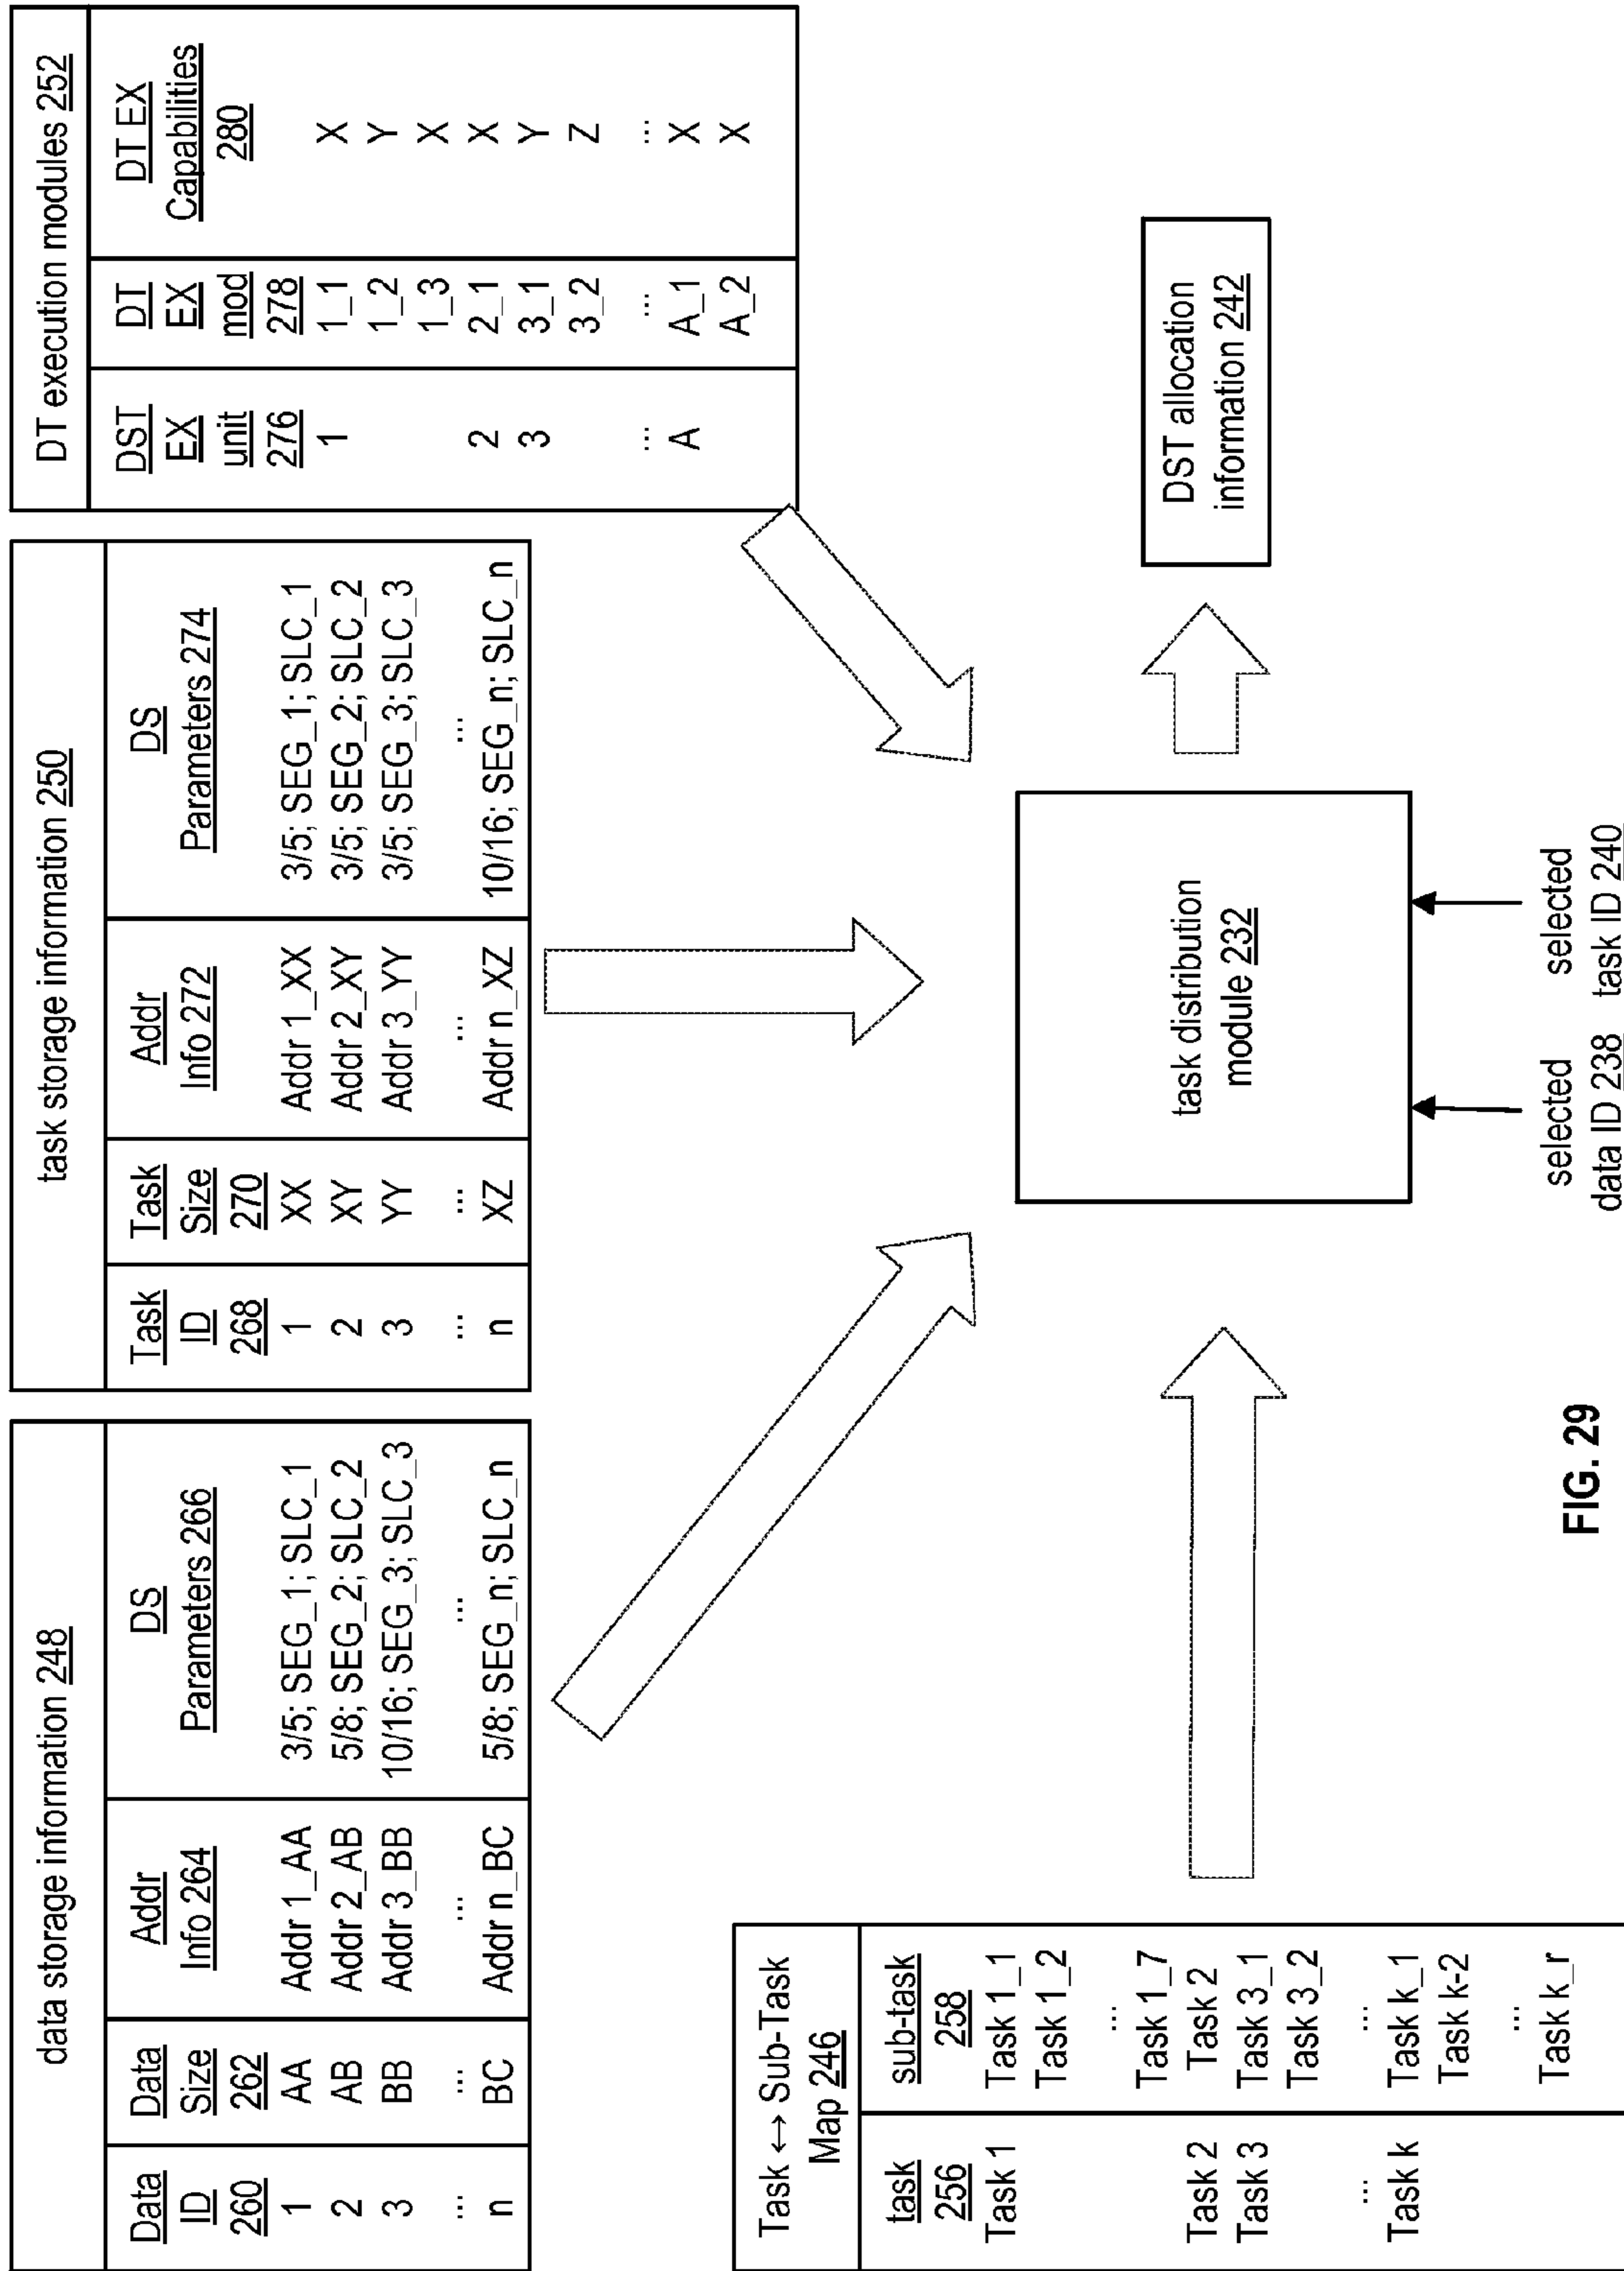 data storage information 248
Data ID 260 | Data Size 262 | Addr Info 264 | DS Parameters 266
1 AA Addr 1_AA 3/5; SEG_1; SLC_1
2 AB Addr 2_AB 5/8; SEG_2; SLC_2
3 BB Addr 3_BB 10/16; SEG_3; SLC_3
... ... ... ...
n BC Addr n_BC 5/8; SEG_n; SLC_n
task storage information 250
Task ID 268 | Task Size 270 | Addr Info 272 | DS Parameters 274
1 XX Addr 1_XX 3/5; SEG_1; SLC_1
2 XY Addr 2_XY 3/5; SEG_2; SLC_2
3 YY Addr 3_YY 3/5; SEG_3; SLC_3
... ... ... ...
n XZ Addr n_XZ 10/16; SEG_n; SLC_n
DT execution modules 252
DST EX unit 276 | DT EX mod 278 | DT EX Capabilities 280
1 1_1 X
1_2 Y
1_3 X
2 2_1 X
3 3_1 Y
3_2 Z
... ... ...
A A_1 X
A_2 X
Task ↔ Sub-Task
Map 246
task 256 | sub-task 258
Task 1 Task 1_1
Task 1_2
...
Task 1_7
Task 2 Task 2
Task 3 Task 3_1
Task 3_2
... ...
Task k Task k_1
Task k-2
...
Task k_r
task distribution
module 232
DST allocation
information 242
selected
data ID 238
selected
task ID 240
FIG. 29